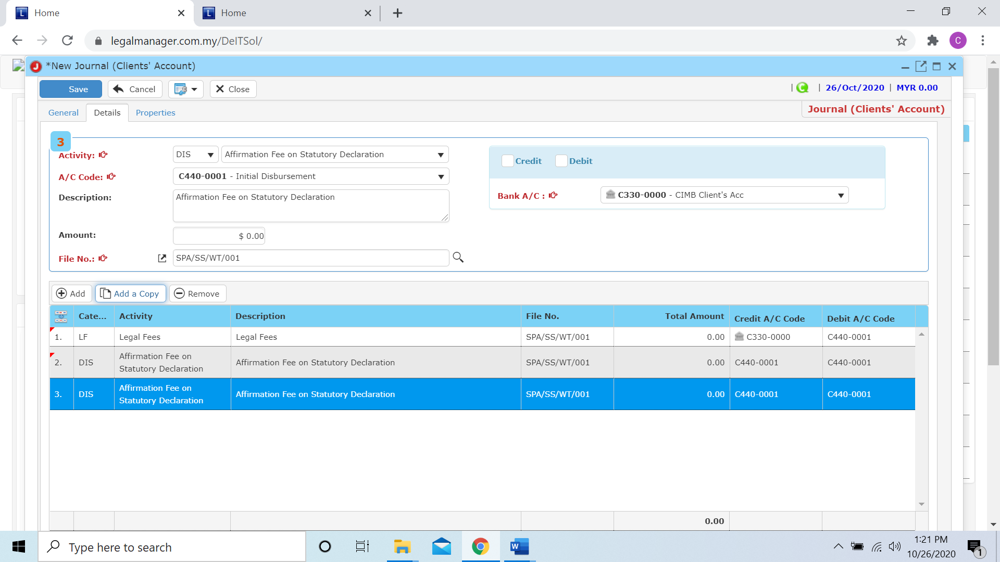 Home
Home
legalmanager.com.my/DeITSol/
C
*New Journal (Clients' Account)
Save
Cancel
Close
| | 26/Oct/2020 | MYR 0.00
General
Details
Properties
Journal (Clients' Account)
3
Activity:
DIS
Affirmation Fee on Statutory Declaration
Credit
Debit
A/C Code:
C440-0001 - Initial Disbursement
Description:
Affirmation Fee on Statutory Declaration
Bank A/C :
C330-0000 - CIMB Client's Acc
Amount:
$ 0.00
File No.:
SPA/SS/WT/001
Add
Add a Copy
Remove
Cate... Activity Description File No. Total Amount Credit A/C Code Debit A/C Code
1. LF Legal Fees Legal Fees SPA/SS/WT/001 0.00 C330-0000 C440-0001
2. DIS Affirmation Fee on
Statutory Declaration
Affirmation Fee on Statutory Declaration SPA/SS/WT/001 0.00 C440-0001 C440-0001
3. DIS Affirmation Fee on
Statutory Declaration
Affirmation Fee on Statutory Declaration SPA/SS/WT/001 0.00 C440-0001 C440-0001
0.00
Type here to search
1:21 PM
10/26/2020
1